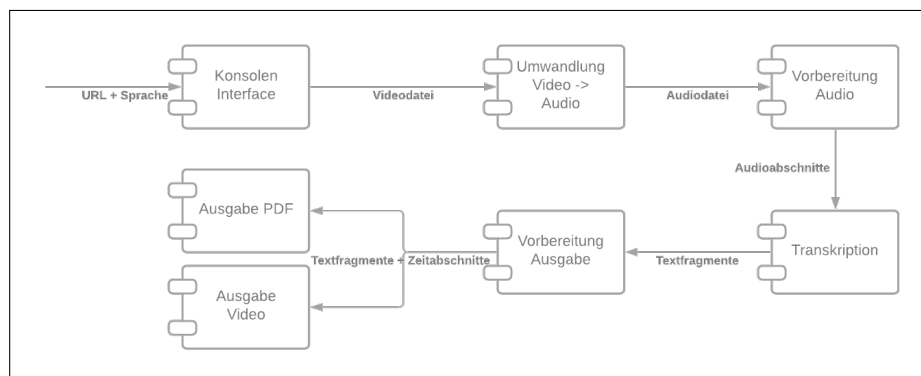 URL + Sprache
Konsolen
Interface
Videodatei
Umwandlung
Video ->
Audio
Audiodatei
Vorbereitung
Audio
Audioabschnitte
Transkription
Textfragmente
Vorbereitung
Ausgabe
Textfragmente + Zeitabschnitte
Ausgabe PDF
Ausgabe
Video